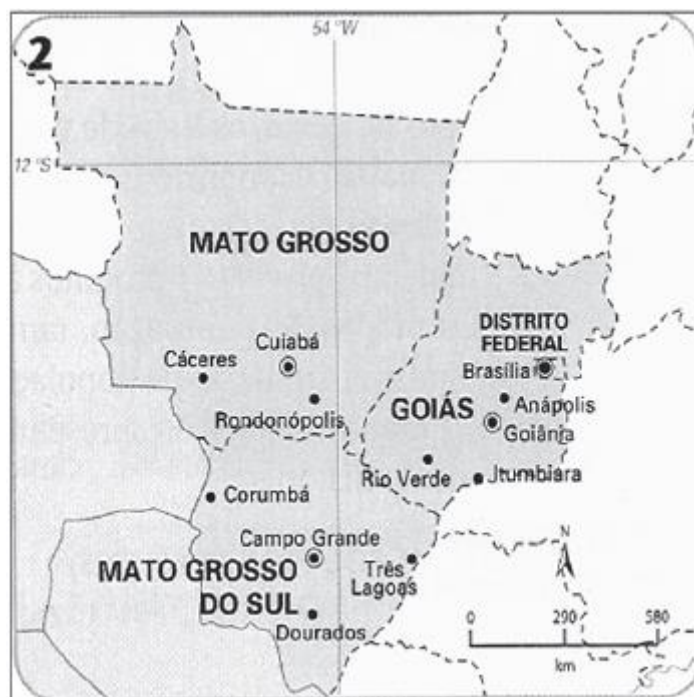 2
54 °W
12 °S
MATO GROSSO
DISTRITO
FEDERAL
Brasília
Cuiabá
Cáceres
Rondonópolis
GOIÁS
Anápolis
Goiânia
Rio Verde
Itumbiara
Corumbá
Campo Grande
MATO GROSSO
DO SUL
Três
Lagoas
Dourados
N
0 290 580
km